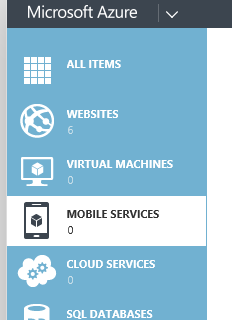 Microsoft Azure
ALL ITEMS
WEBSITES
6
VIRTUAL MACHINES
0
MOBILE SERVICES
0
CLOUD SERVICES
0
SQL DATABASES